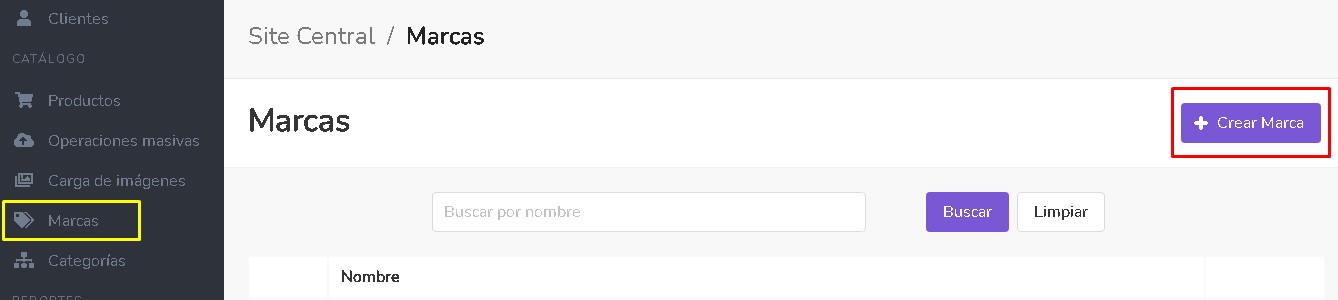 Clientes
CATÁLOGO
Productos
Operaciones masivas
Carga de imágenes
Marcas
Categorías
REPORTES
Site Central / Marcas
Marcas
Crear Marca
Buscar por nombre
Buscar
Limpiar
Nombre